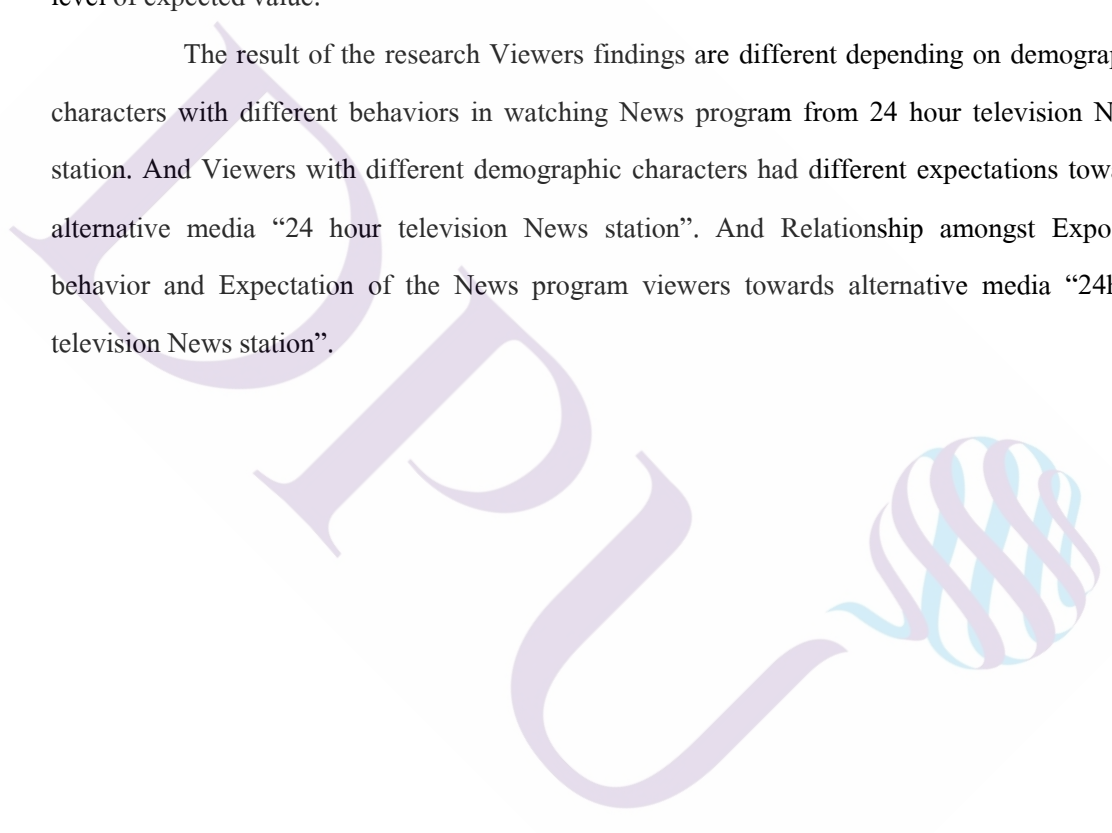 level of expected value.
The result of the research Viewers findings are different depending on demograp
characters with different behaviors in watching News program from 24 hour television N
station. And Viewers with different demographic characters had different expectations towa
alternative media “24 hour television News station”. And Relationship amongst Expo
behavior and Expectation of the News program viewers towards alternative media “24h
television News station”.
DPU